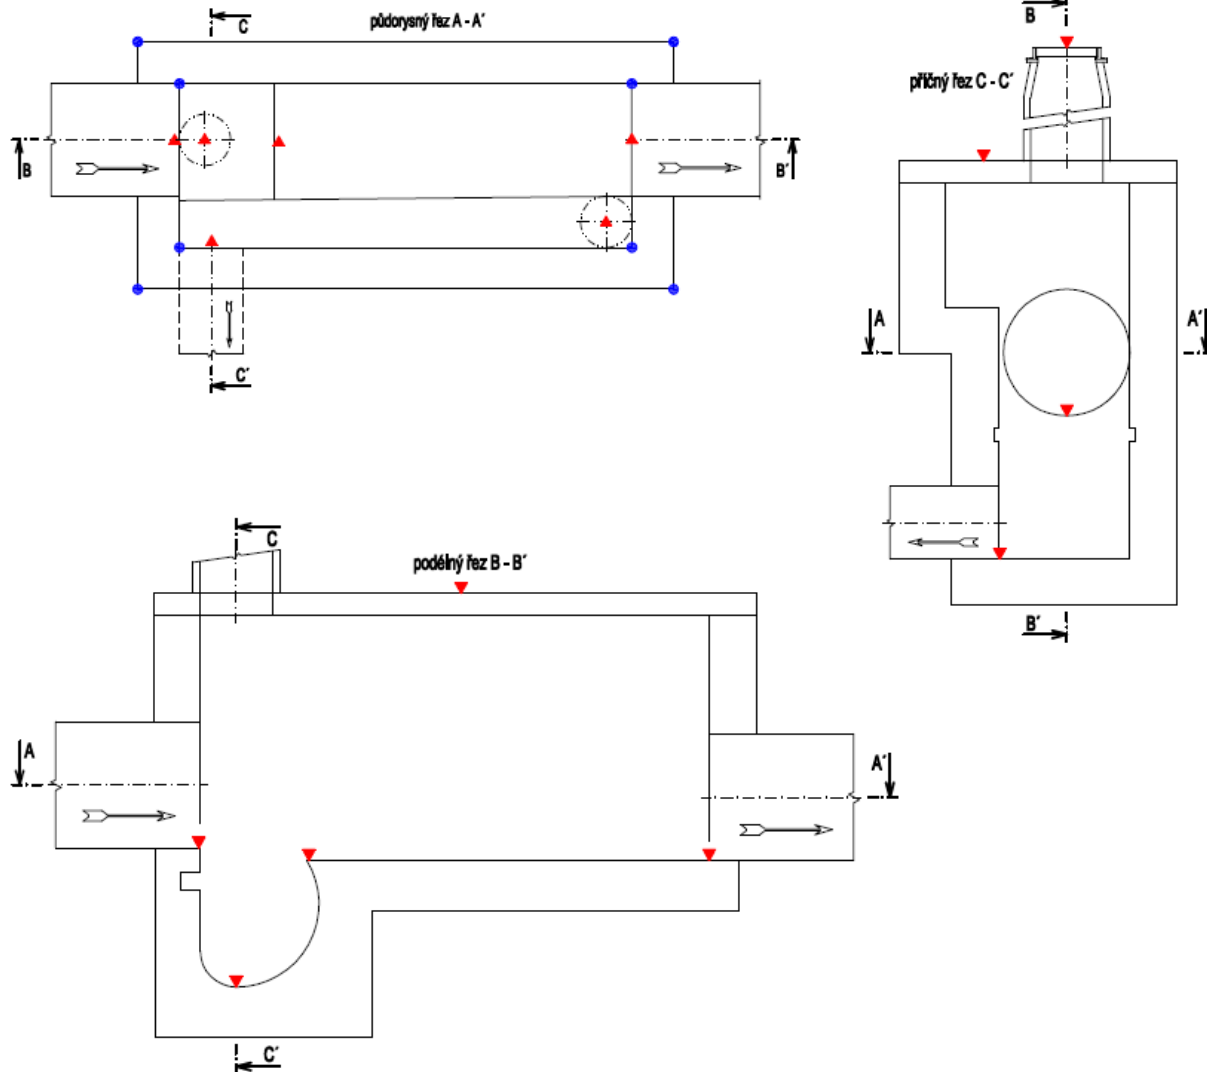 C
půdorysný řez A - A´
B
B´
C´
B
příčný řez C - C´
A
A´
B´
C
podélný řez B - B´
A
A´
C´